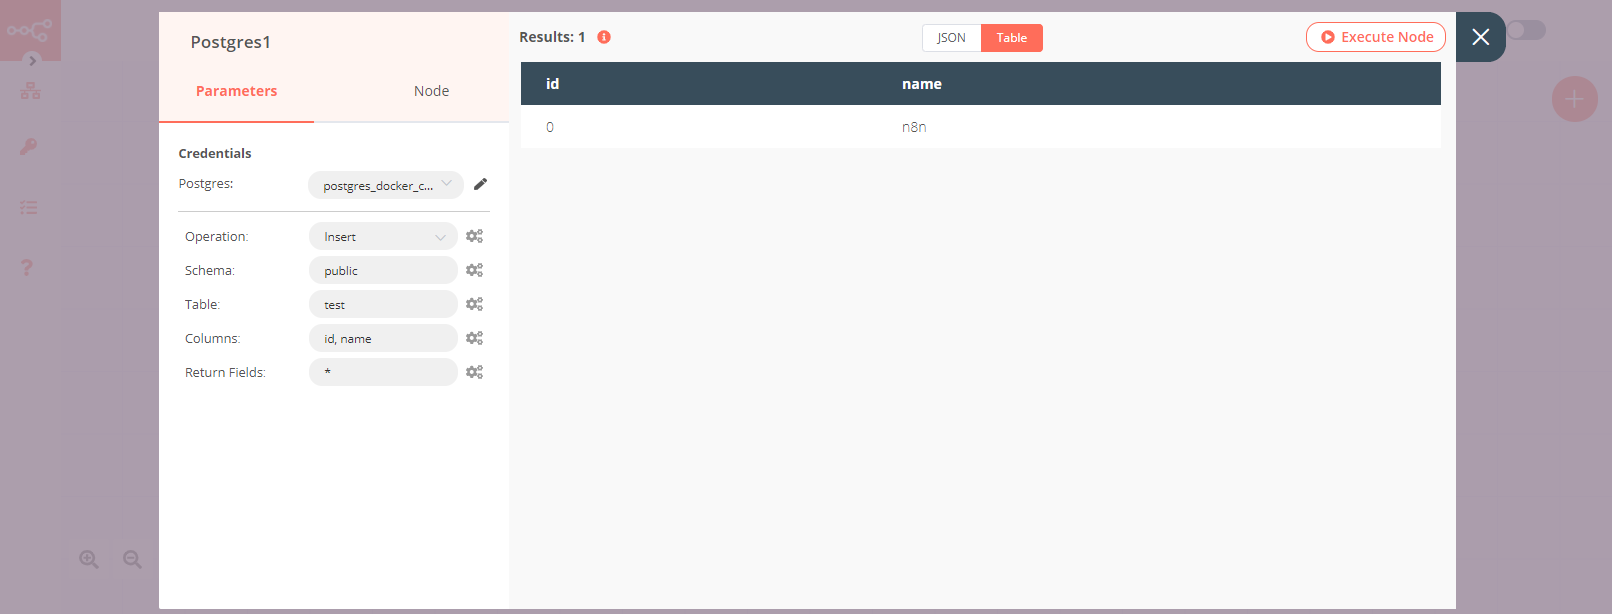 Postgres1
Parameters Node
Credentials
Postgres: postgres_docker_c...
Operation: Insert
Schema: public
Table: test
Columns: id, name
Return Fields: *
Results: 1
JSON Table
Execute Node
id name
0 n8n